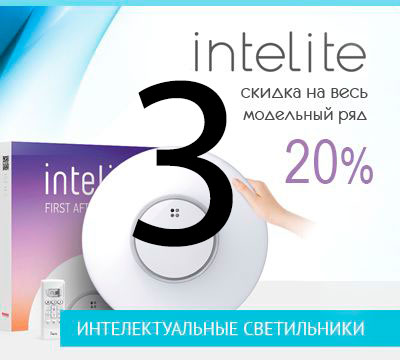 intelite
скидка на весь
модельный ряд
20%
3
intel
FIRST AFT
ИНТЕЛЕКТУАЛЬНЫЕ СВЕТИЛЬНИКИ